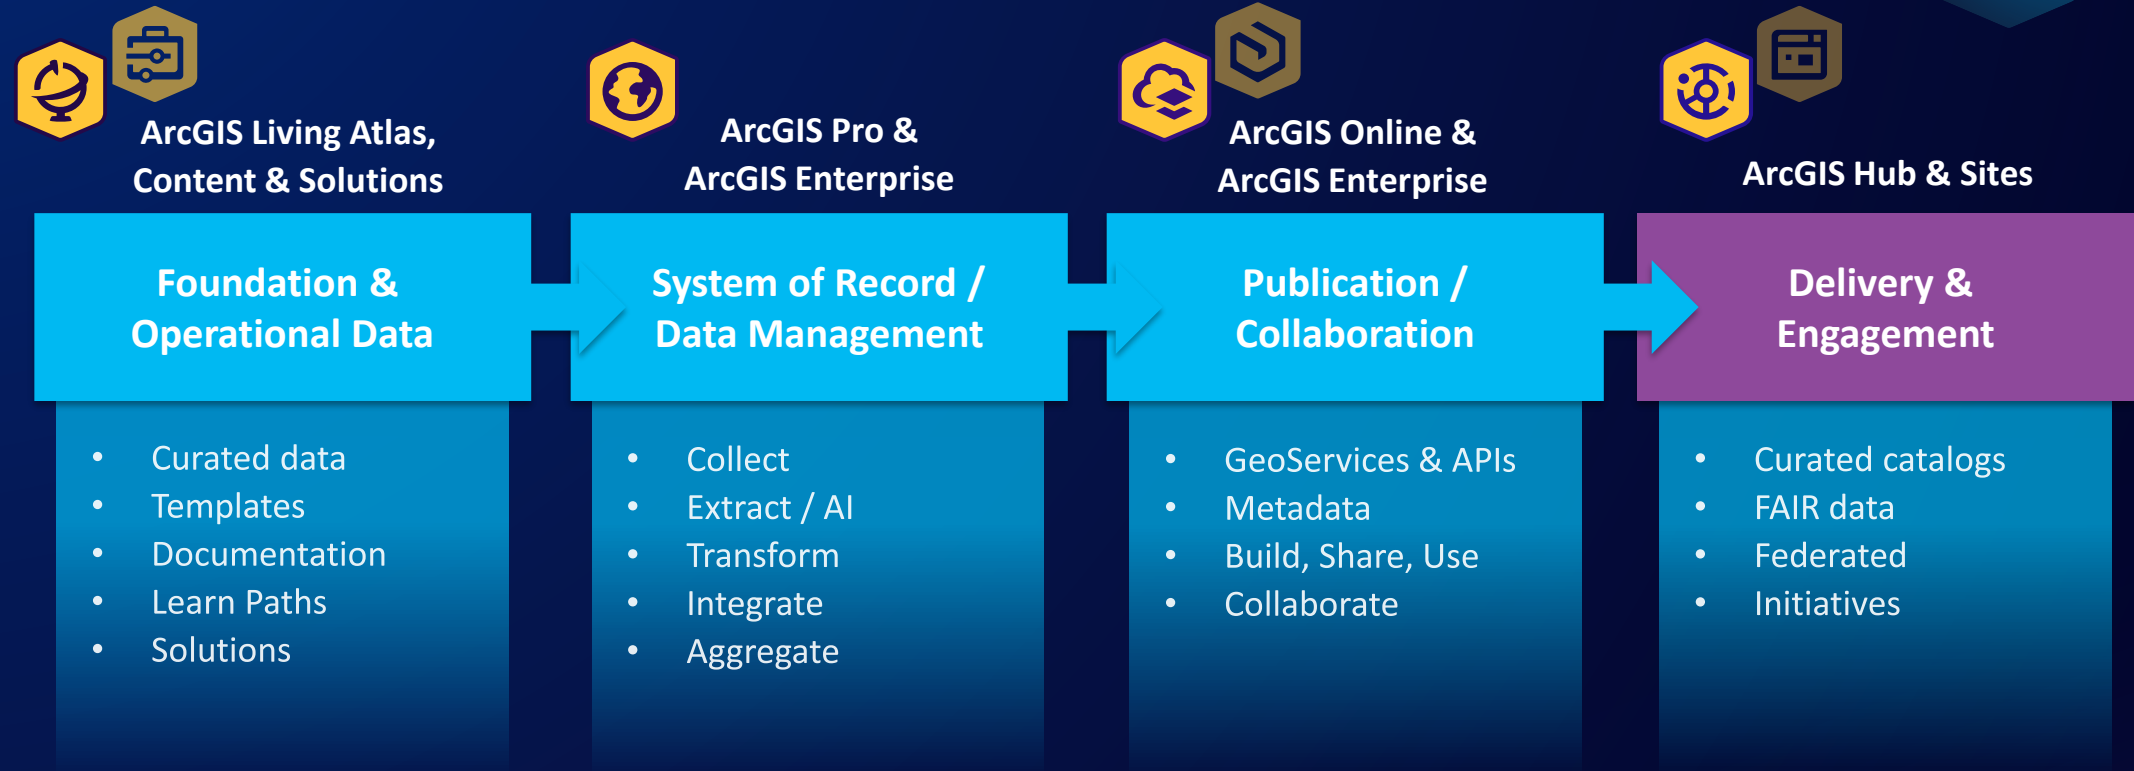 ArcGIS Living Atlas,
Content & Solutions
Foundation &
Operational Data
• Curated data
• Templates
• Documentation
• Learn Paths
• Solutions
ArcGIS Pro &
ArcGIS Enterprise
System of Record /
Data Management
• Collect
• Extract / AI
• Transform
• Integrate
• Aggregate
ArcGIS Online &
ArcGIS Enterprise
Publication /
Collaboration
• GeoServices & APIs
• Metadata
• Build, Share, Use
• Collaborate
ArcGIS Hub & Sites
Delivery &
Engagement
• Curated catalogs
• FAIR data
• Federated
• Initiatives